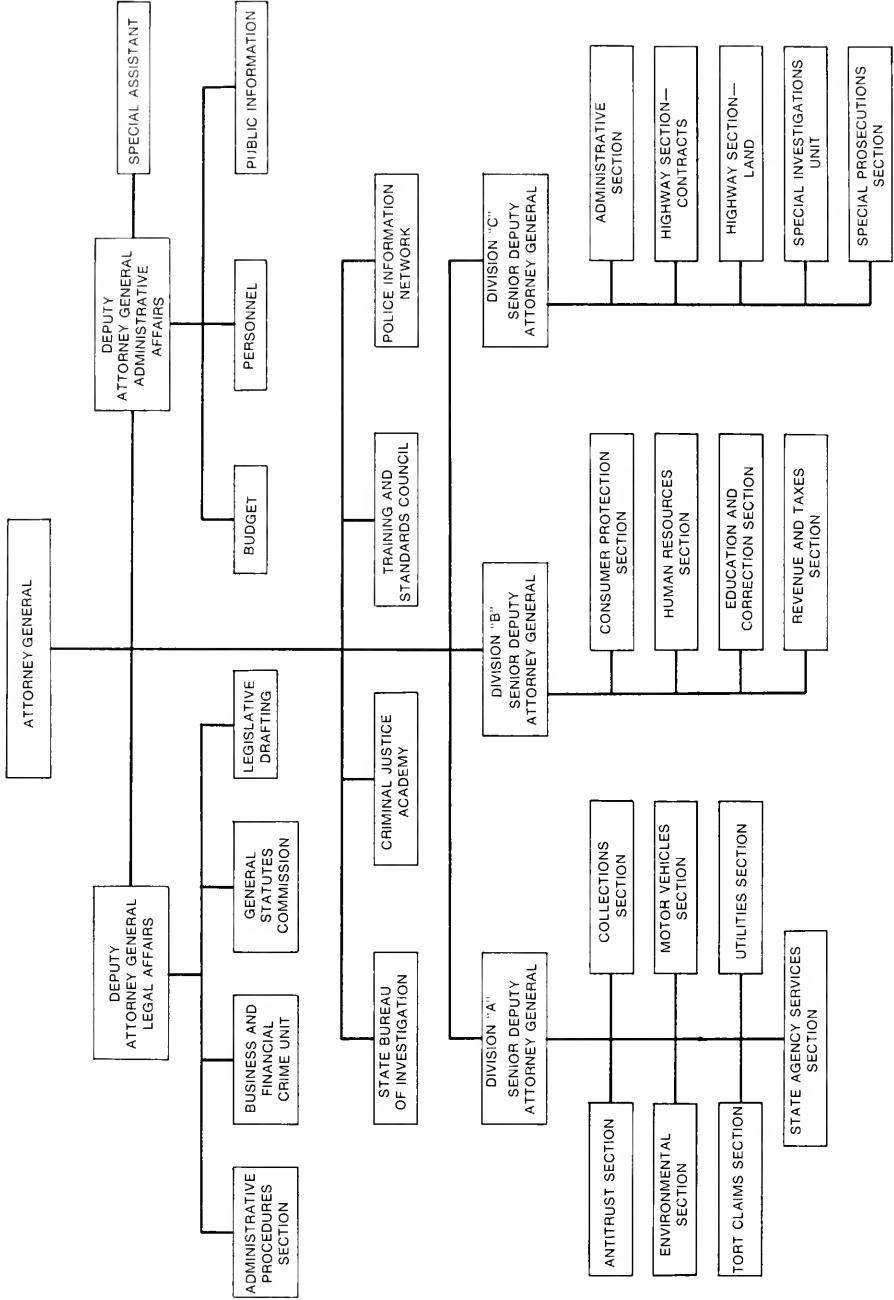 ATTORNEY GENERAL
DEPUTY
ATTORNEY GENERAL
LEGAL AFFAIRS
DEPUTY
ATTORNEY GENERAL
ADMINISTRATIVE
AFFAIRS
SPECIAL ASSISTANT
ADMINISTRATIVE
PROCEDURES
SECTION
BUSINESS AND
FINANCIAL
CRIME UNIT
GENERAL
STATUTES
COMMISSION
LEGISLATIVE
DRAFTING
BUDGET
PERSONNEL
PUBLIC INFORMATION
STATE BUREAU
OF INVESTIGATION
CRIMINAL JUSTICE
ACADEMY
TRAINING AND
STANDARDS COUNCIL
POLICE INFORMATION
NETWORK
DIVISION "A"
SENIOR DEPUTY
ATTORNEY GENERAL
DIVISION "B"
SENIOR DEPUTY
ATTORNEY GENERAL
DIVISION "C"
SENIOR DEPUTY
ATTORNEY GENERAL
ANTITRUST SECTION
COLLECTIONS
SECTION
ENVIRONMENTAL
SECTION
MOTOR VEHICLES
SECTION
TORT CLAIMS SECTION
UTILITIES SECTION
STATE AGENCY SERVICES
SECTION
CONSUMER PROTECTION
SECTION
HUMAN RESOURCES
SECTION
EDUCATION AND
CORRECTION SECTION
REVENUE AND TAXES
SECTION
ADMINISTRATIVE
SECTION
HIGHWAY SECTION—
CONTRACTS
HIGHWAY SECTION—
LAND
SPECIAL INVESTIGATIONS
UNIT
SPECIAL PROSECUTIONS
SECTION